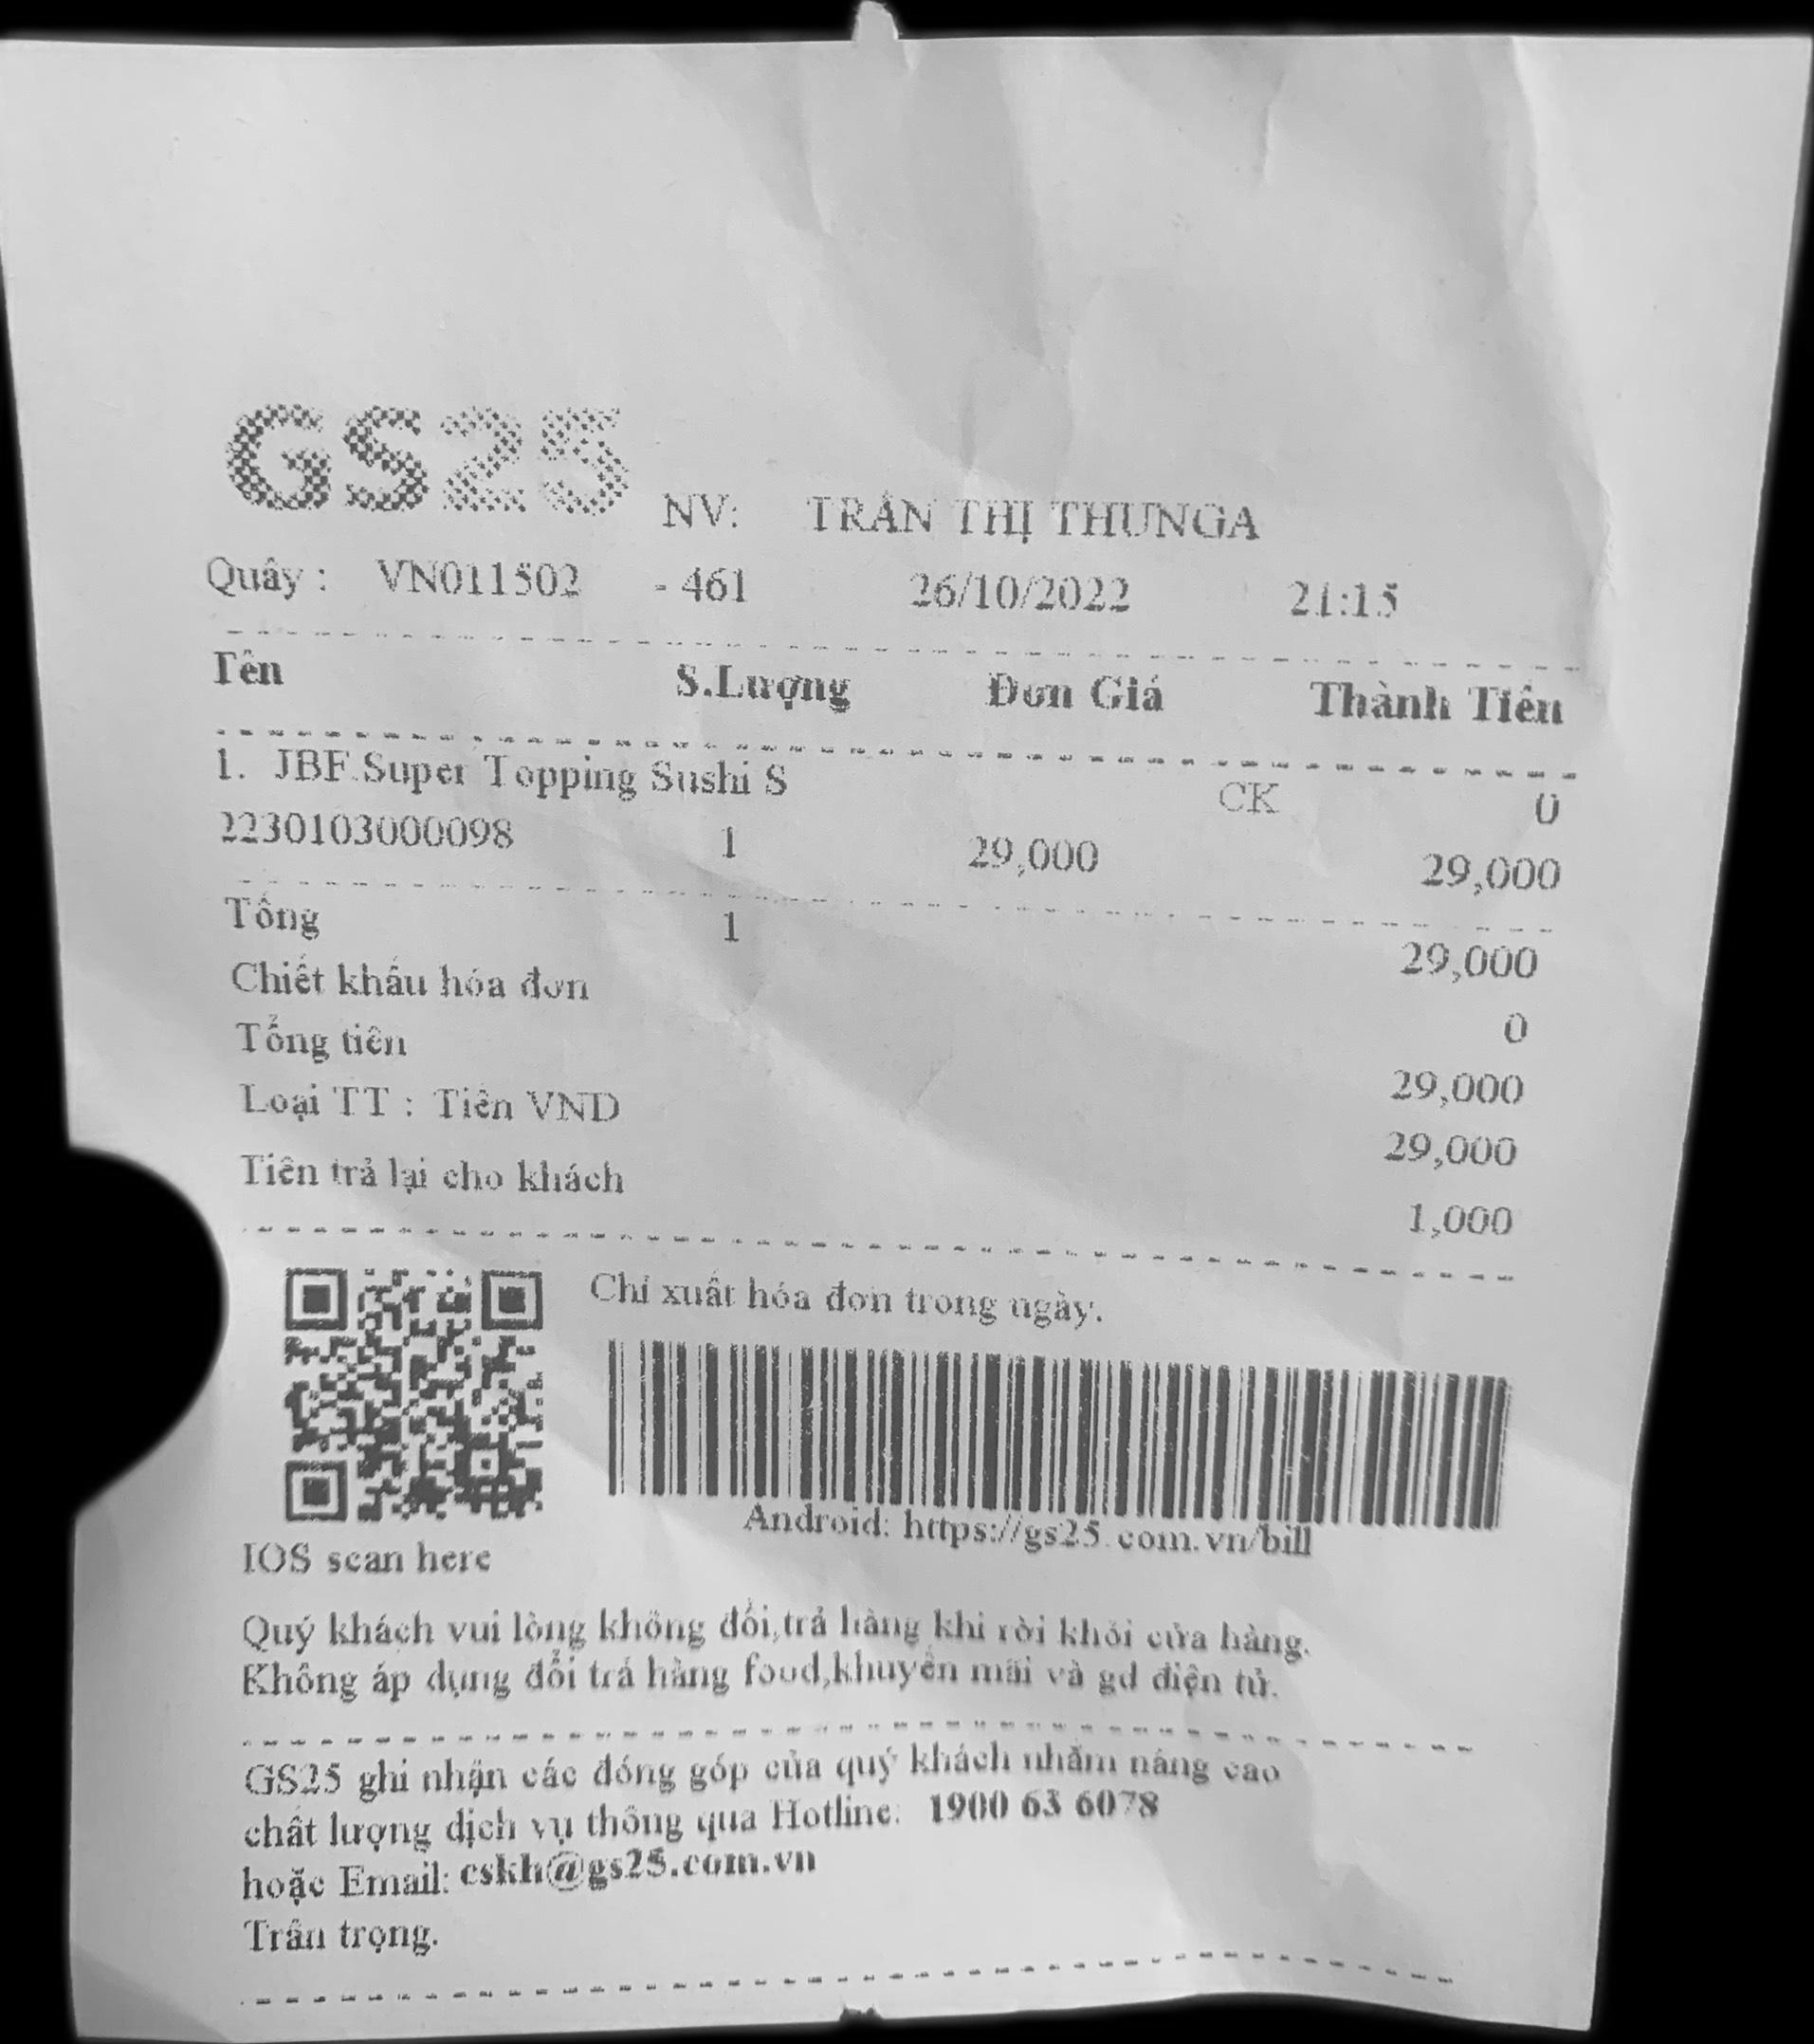 GS25 NV: TRẦN THỊ THUNGA
Quầy : VN011502 - 461 26/10/2022 21:15
Tên S.Lượng Đơn Giá Thành Tiền
1. JBF.Super Topping Sushi S CK 0
2230103000098 1 29,000 29,000
Tổng 1 29,000
Chiết khấu hóa đơn 0
Tổng tiền 29,000
Loại TT : Tiền VND 29,000
Tiền trả lại cho khách 1,000
Chỉ xuất hóa đơn trong ngày.
Android: https://gs25.com.vn/bill
IOS scan here
Quý khách vui lòng không đổi,trả hàng khi rời khỏi cửa hàng.
Không áp dụng đổi trả hàng food,khuyến mãi và gd điện tử.
GS25 ghi nhận các đóng góp của quý khách nhằm nâng cao
chất lượng dịch vụ thông qua Hotline: 1900 63 6078
hoặc Email: cskh@gs25.com.vn
Trân trọng.